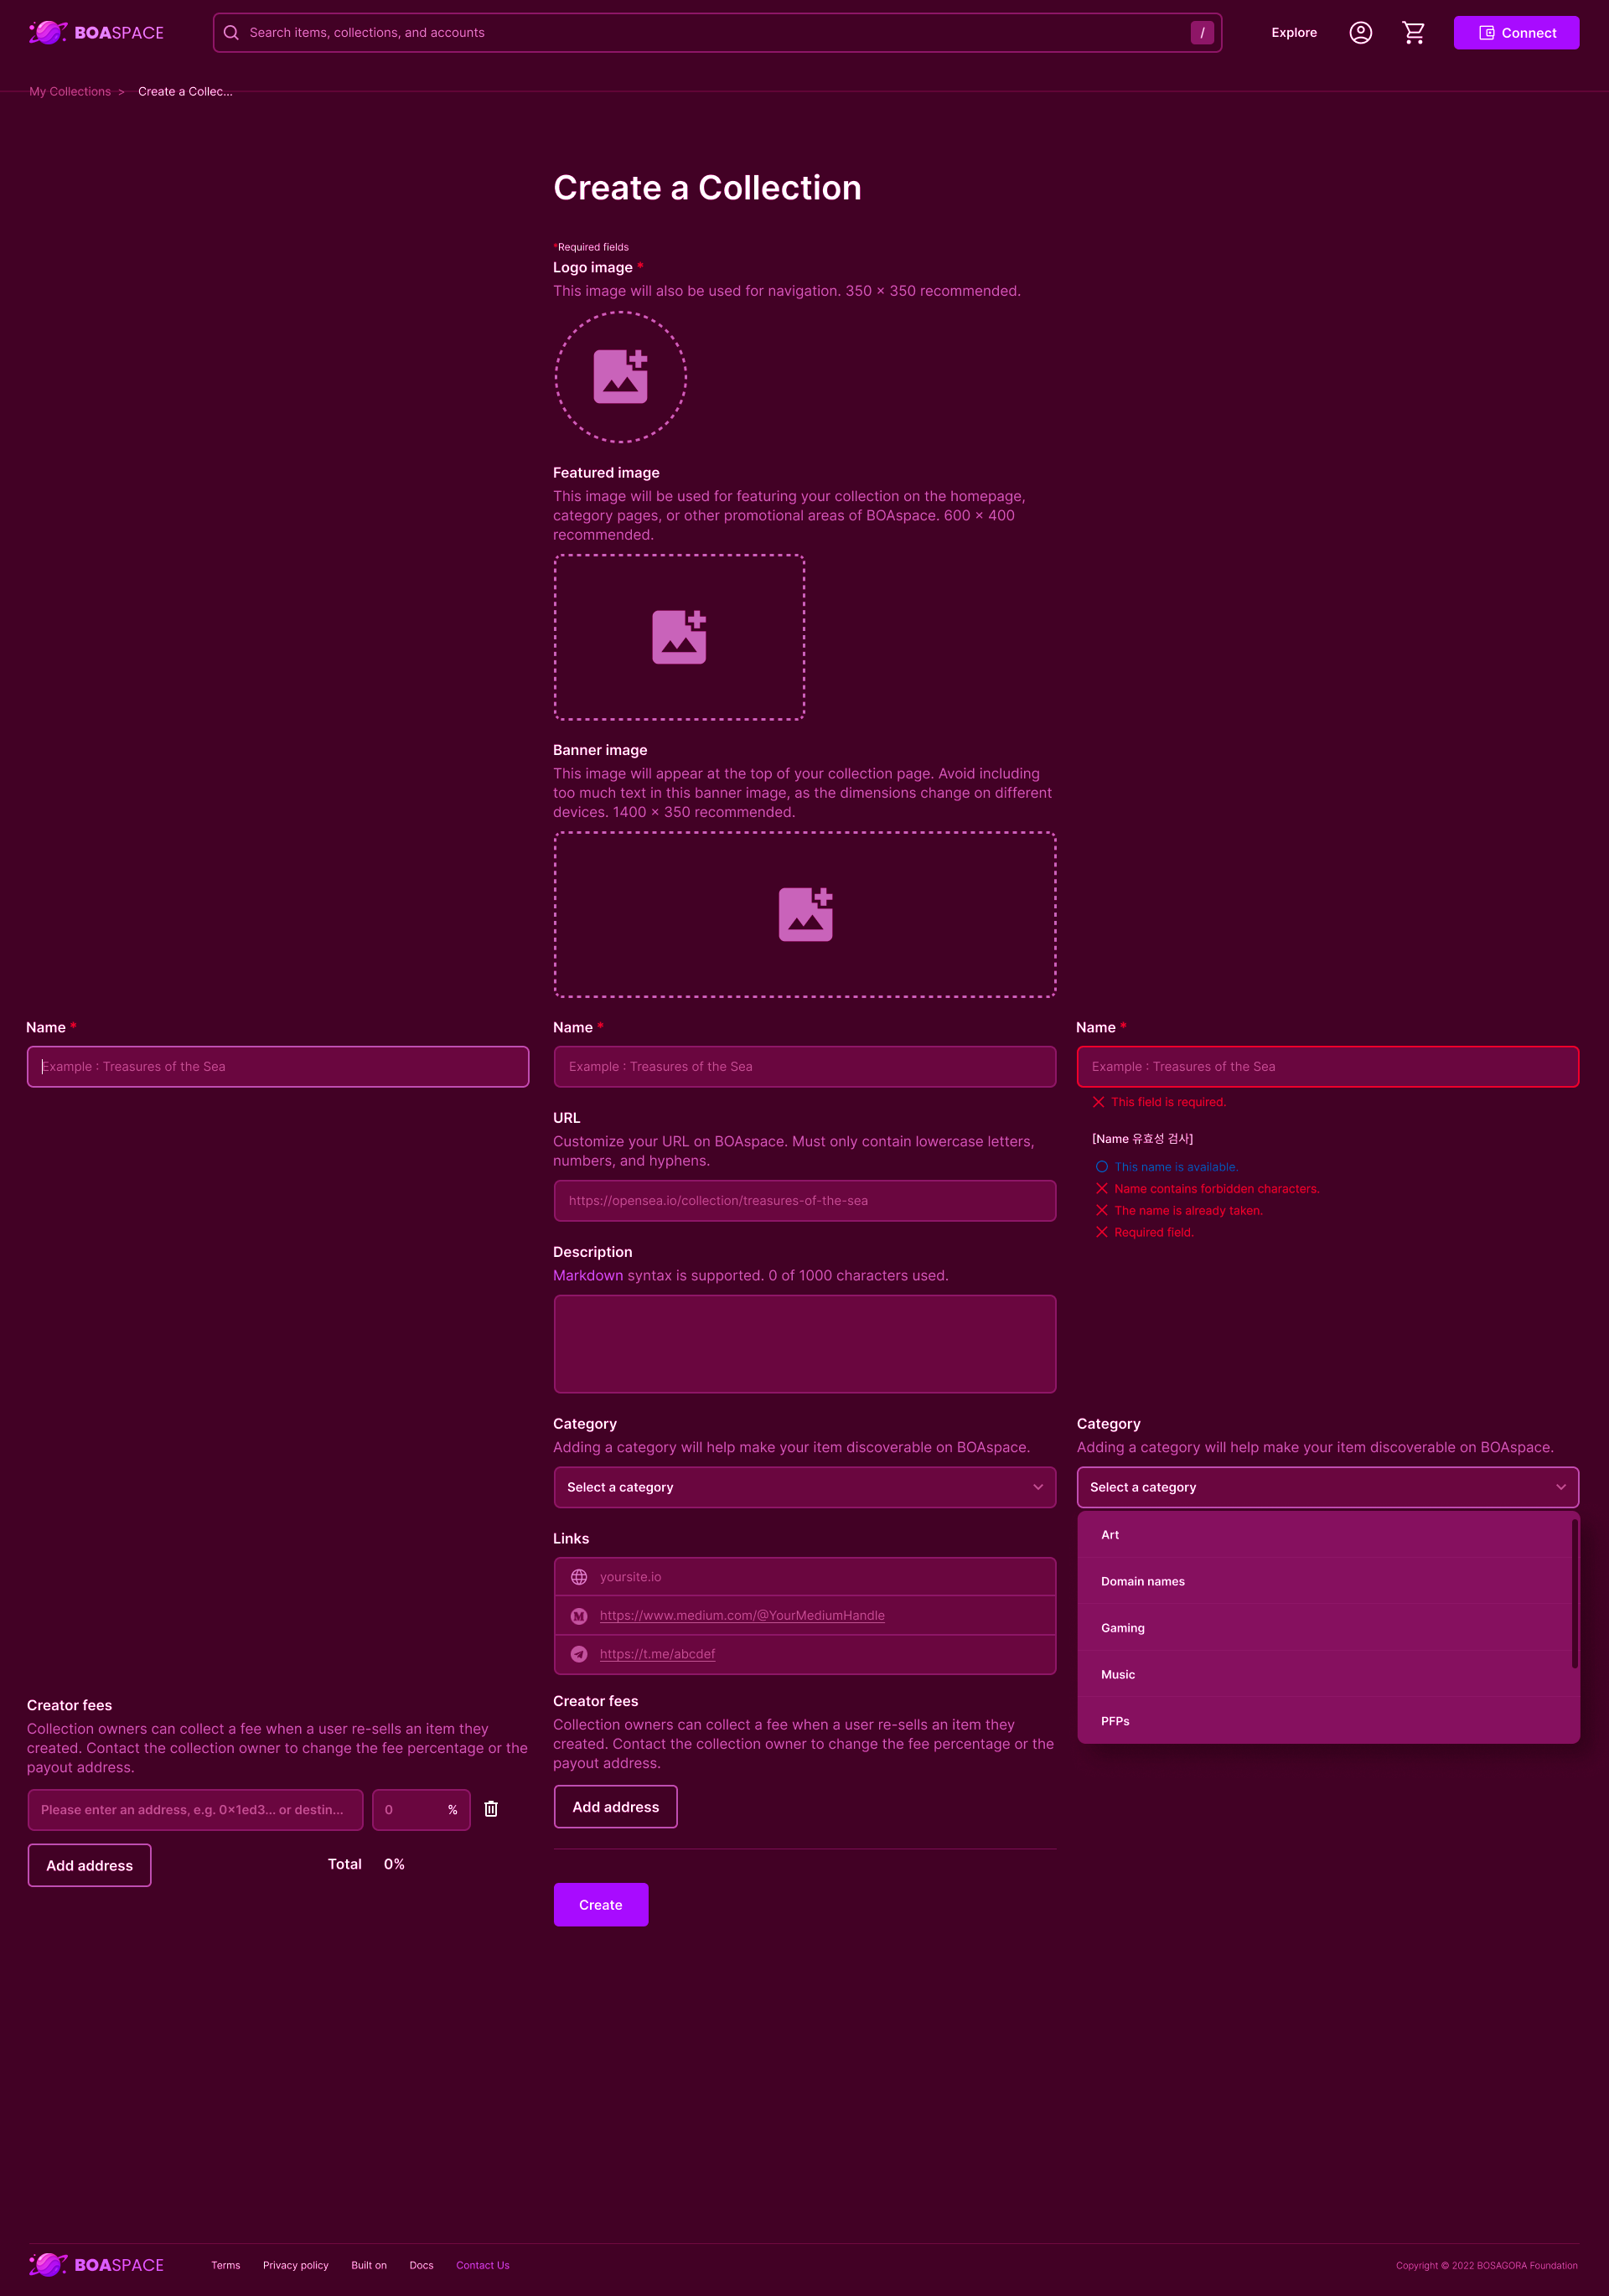 BOASPACE
Search items, collections, and accounts
/
Explore
Connect
My Collections > Create a Collec...
Create a Collection
*Required fields
Logo image *
This image will also be used for navigation. 350 x 350 recommended.
Featured image
This image will be used for featuring your collection on the homepage,
category pages, or other promotional areas of BOAspace. 600 x 400
recommended.
Banner image
This image will appear at the top of your collection page. Avoid including
too much text in this banner image, as the dimensions change on different
devices. 1400 x 350 recommended.
Name *
Example : Treasures of the Sea
Name *
Example : Treasures of the Sea
Name *
Example : Treasures of the Sea
This field is required.
[Name 유효성 검사]
This name is available.
Name contains forbidden characters.
The name is already taken.
Required field.
URL
Customize your URL on BOAspace. Must only contain lowercase letters,
numbers, and hyphens.
https://opensea.io/collection/treasures-of-the-sea
Description
Markdown syntax is supported. 0 of 1000 characters used.
Category
Adding a category will help make your item discoverable on BOAspace.
Select a category
Category
Adding a category will help make your item discoverable on BOAspace.
Select a category
Art
Domain names
Gaming
Music
PFPs
Links
yoursite.io
https://www.medium.com/@YourMediumHandle
https://t.me/abcdef
Creator fees
Collection owners can collect a fee when a user re-sells an item they
created. Contact the collection owner to change the fee percentage or the
payout address.
Please enter an address, e.g. 0x1ed3... or destin...
0 %
Add address
Total 0%
Creator fees
Collection owners can collect a fee when a user re-sells an item they
created. Contact the collection owner to change the fee percentage or the
payout address.
Add address
Create
BOASPACE
Terms
Privacy policy
Built on
Docs
Contact Us
Copyright © 2022 BOSAGORA Foundation